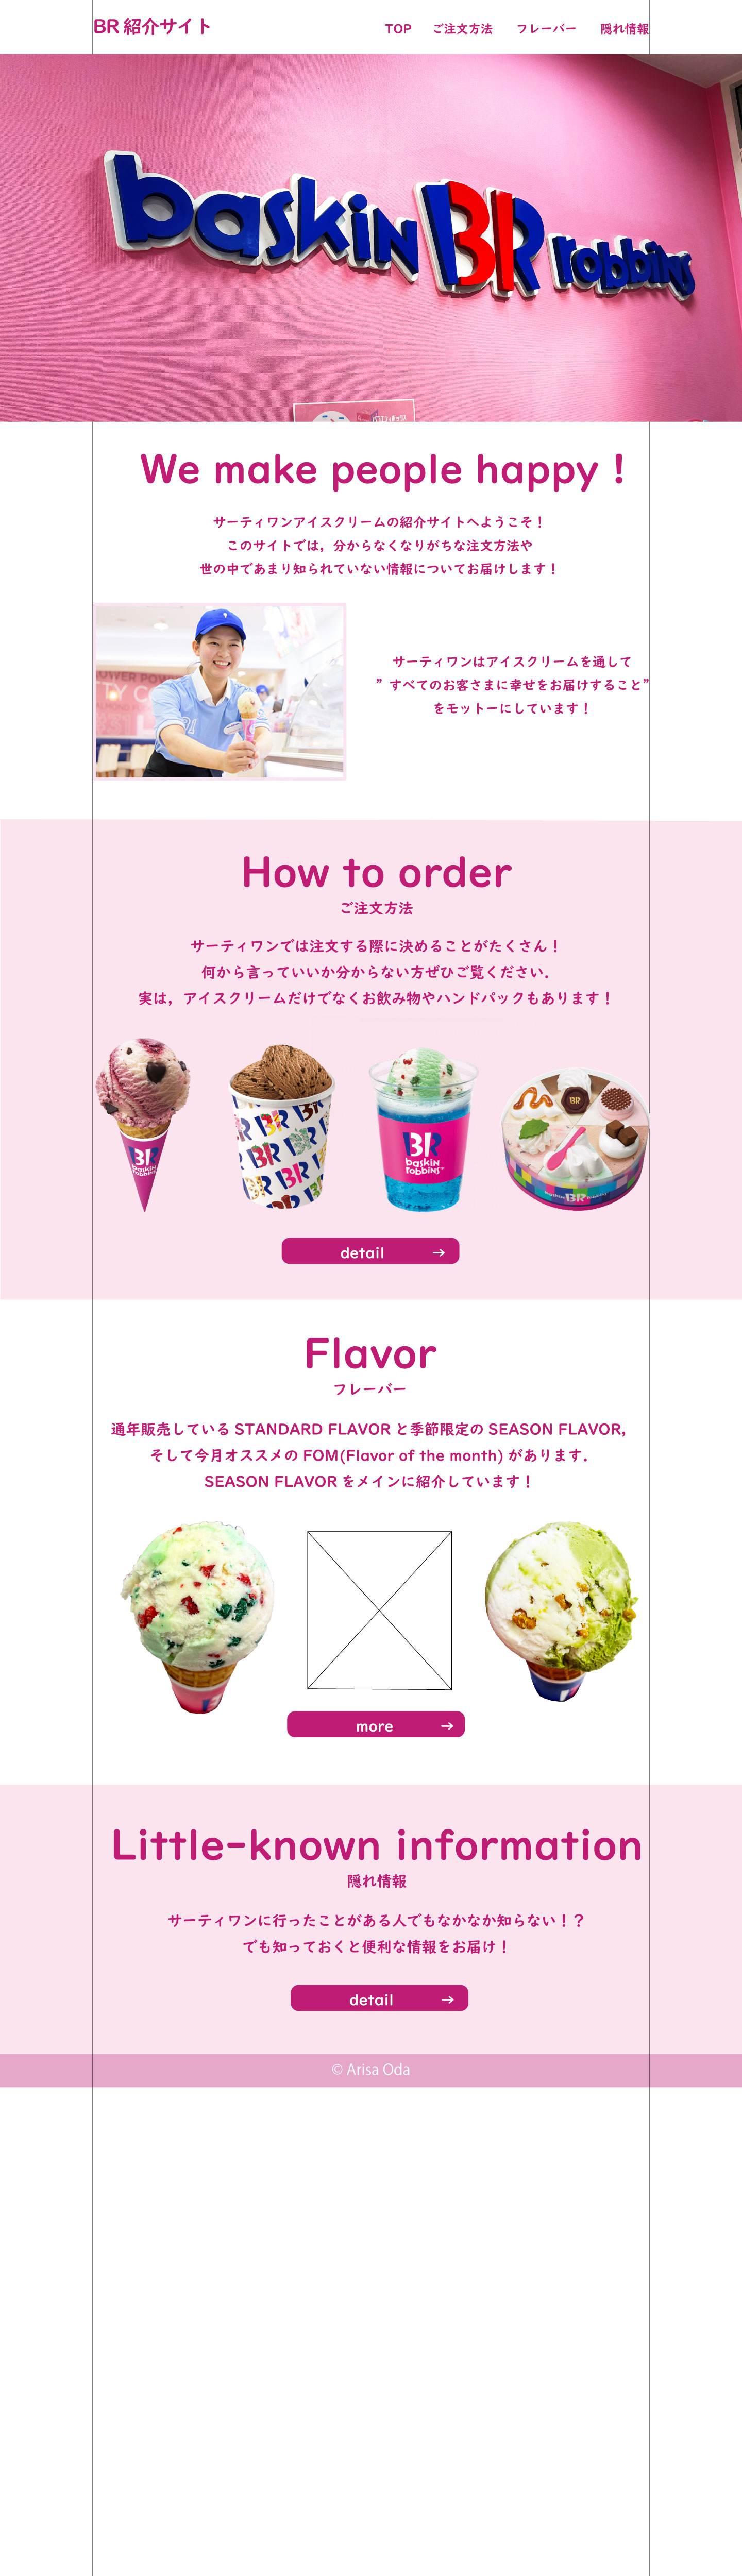 BR 紹介サイト
TOP ご注文方法 フレーバー 隠れ情報
baskin BR robbins
We make people happy !
サーティワンアイスクリームの紹介サイトへようこそ！
このサイトでは，分からなくなりがちな注文方法や
世の中であまり知られていない情報についてお届けします！
サーティワンはアイスクリームを通して
” すべてのお客さまに幸せをお届けすること”
をモットーにしています！
How to order
ご注文方法
サーティワンでは注文する際に決めることがたくさん！
何から言っていいか分からない方ぜひご覧ください．
実は，アイスクリームだけでなくお飲み物やハンドパックもあります！
BR
baskin
robbins
BR
baskin
robbins
BR
baskin BR robbins
detail →
Flavor
フレーバー
通年販売している STANDARD FLAVOR と季節限定の SEASON FLAVOR，
そして今月オススメの FOM(Flavor of the month) があります．
SEASON FLAVOR をメインに紹介しています！
more →
Little-known information
隠れ情報
サーティワンに行ったことがある人でもなかなか知らない！？
でも知っておくと便利な情報をお届け！
detail →
© Arisa Oda